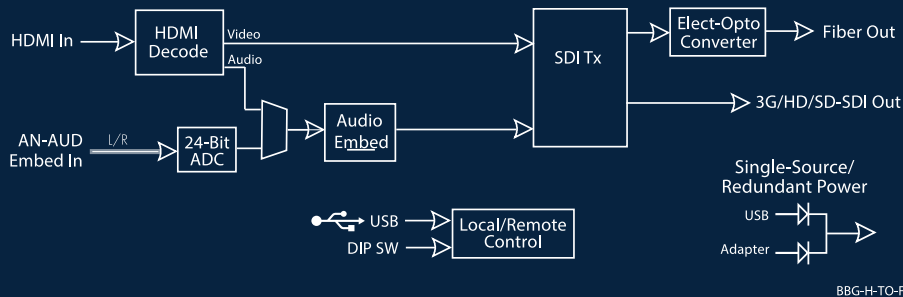 HDMI In
HDMI
Decode
Video
Audio
SDI Tx
Elect-Opto
Converter
Fiber Out
3G/HD/SD-SDI Out
AN-AUD
Embed In
L/R
24-Bit
ADC
Audio
Embed
USB
DIP SW
Local/Remote
Control
Single-Source/
Redundant Power
USB
Adapter